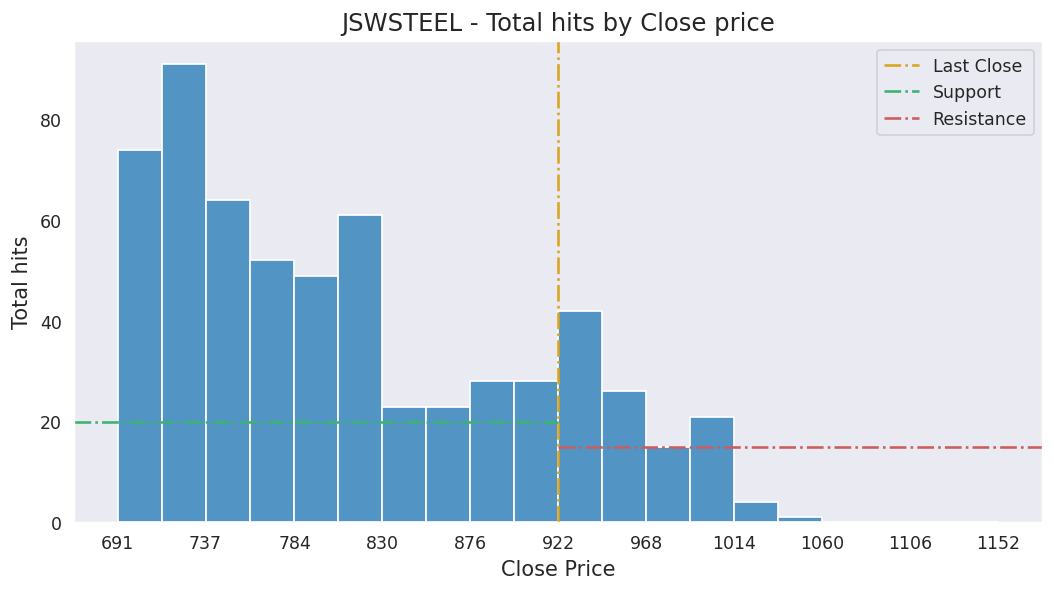 JSWSTEEL - Total hits by Close price
Last Close
Support
Resistance
Total hits
80
60
40
20
0
691 737 784 830 876 922 968 1014 1060 1106 1152
Close Price